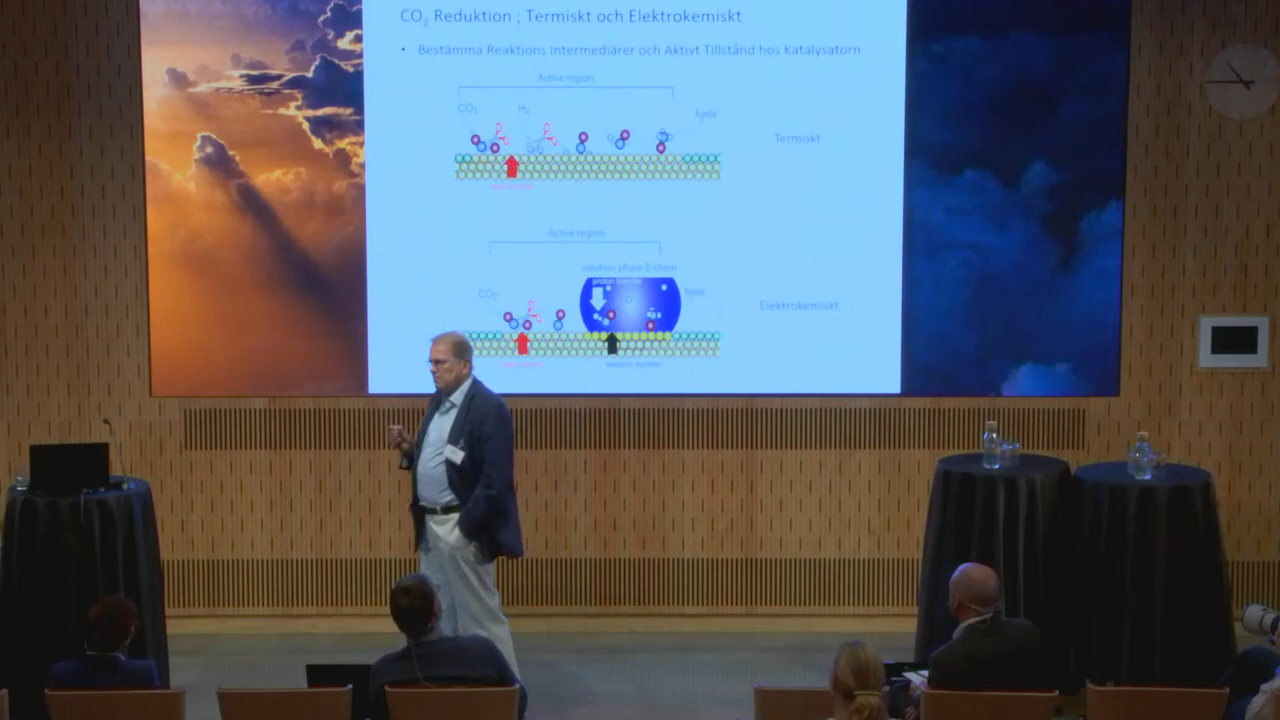 CO₂ Reduktion ; Termiskt och Elektrokemiskt
• Bestämma Reaktions Intermediärer och Aktivt Tillstånd hos Katalysatorn
Active region
CO₂ H₂ fuels
Termiskt
Active region
solution phase E-chem
proton transfer
CO₂ fuels
Elektrokemiskt
electron transfer